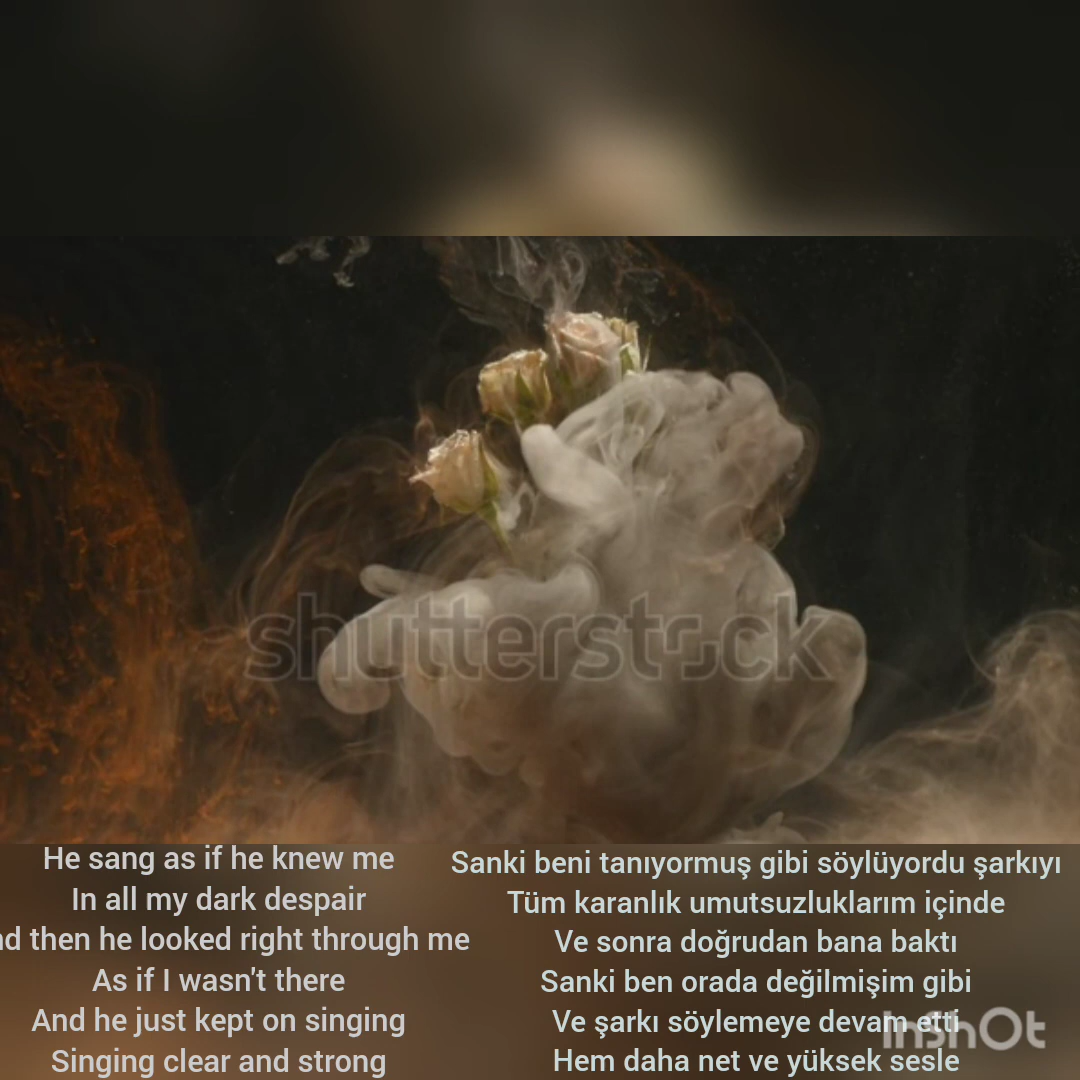 shutterstock
He sang as if he knew me
In all my dark despair
then he looked right through me
As if I wasn't there
And he just kept on singing
Singing clear and strong
Sanki beni tanıyormuş gibi söylüyordu şarkıyı
Tüm karanlık umutsuzluklarım içinde
Ve sonra doğrudan bana baktı
Sanki ben orada değilmişim gibi
Ve şarkı söylemeye devam etti
Hem daha net ve yüksek sesle
InShOt